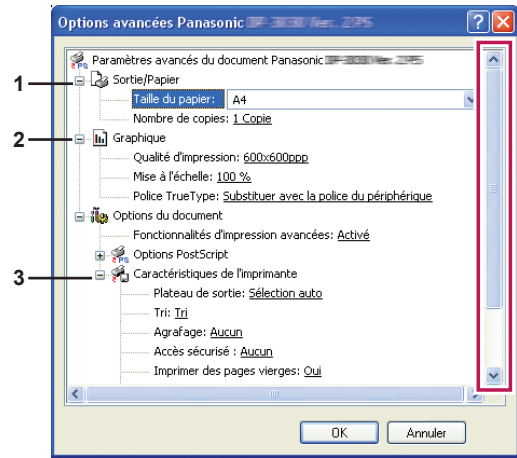 Options avancées Panasonic
Paramètres avancés du document Panasonic
1
Sortie/Papier
Taille du papier: A4
Nombre de copies: 1 Copie
2
Graphique
Qualité d'impression: 600x600ppp
Mise à l'échelle: 100 %
Police TrueType: Substituer avec la police du périphérique
Options du document
Fonctionnalités d'impression avancées: Activé
Options PostScript
3
Caractéristiques de l'imprimante
Plateau de sortie: Sélection auto
Tri: Tri
Agrafage: Aucun
Accès sécurisé : Aucun
Imprimer des pages vierges: Oui
OK
Annuler